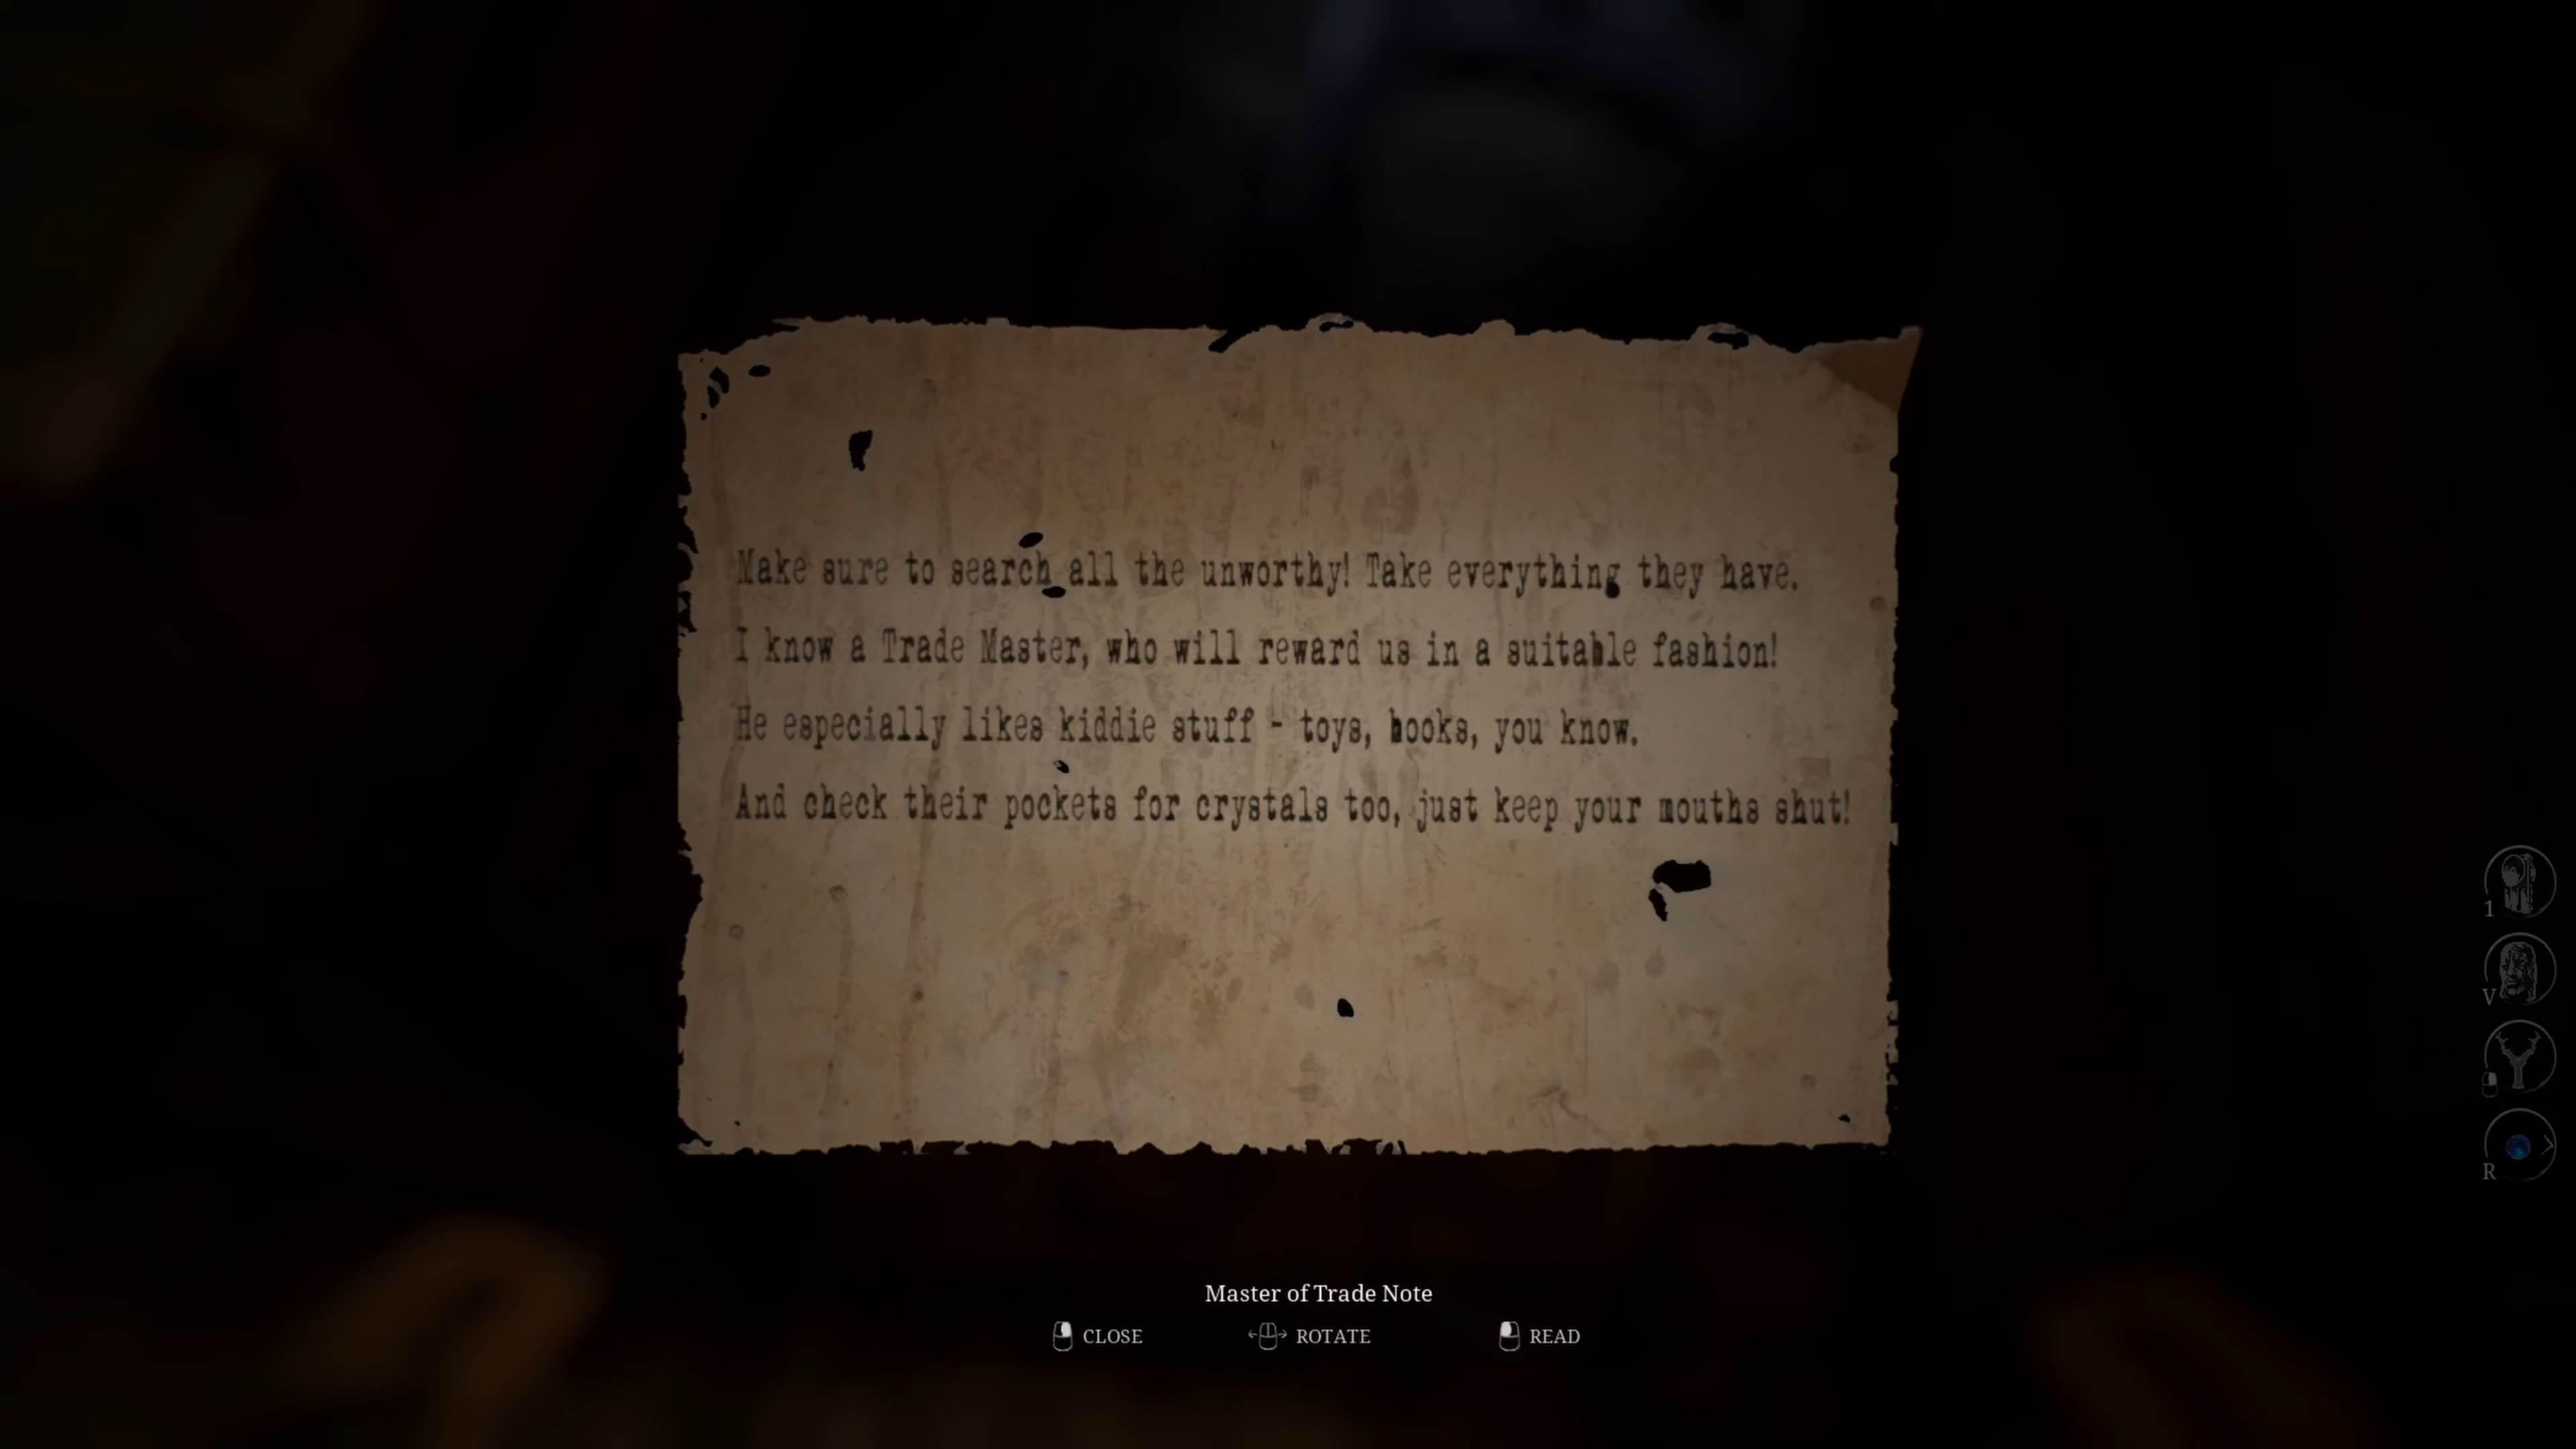 Make sure to search all the unworthy! Take everything they have.
I know a Trade Master, who will reward us in a suitable fashion!
He especially likes kiddie stuff - toys, books, you know.
And check their pockets for crystals too, just keep your mouths shut!
1
V
R
Master of Trade Note
CLOSE ROTATE READ